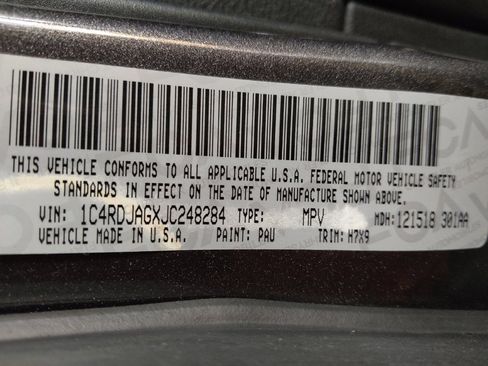 THIS VEHICLE CONFORMS TO ALL APPLICABLE U.S.A. FEDERAL MOTOR VEHICLE SAFETY
STANDARDS IN EFFECT ON THE DATE OF MANUFACTURE SHOWN ABOVE.
VIN: 1C4RDJAGXJC248284 TYPE: MPV MDH:121518 301AA
VEHICLE MADE IN U.S.A. PAINT: PAU TRIM: H7X9